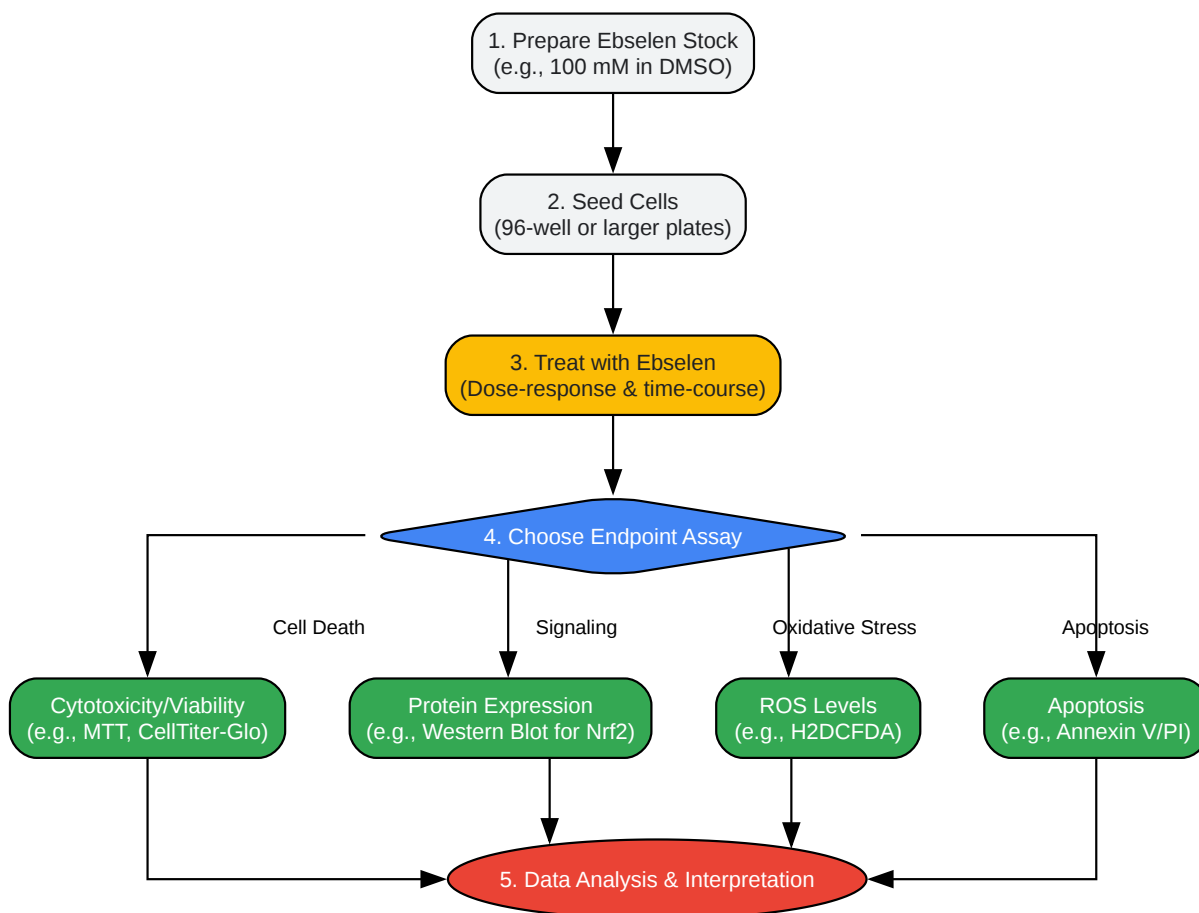 1. Prepare Ebselen Stock
(e.g., 100 mM in DMSO)
2. Seed Cells
(96-well or larger plates)
3. Treat with Ebselen
(Dose-response & time-course)
4. Choose Endpoint Assay
Cell Death
Signaling
Oxidative Stress
Apoptosis
Cytotoxicity/Viability
(e.g., MTT, CellTiter-Glo)
Protein Expression
(e.g., Western Blot for Nrf2)
ROS Levels
(e.g., H2DCFDA)
Apoptosis
(e.g., Annexin V/PI)
5. Data Analysis & Interpretation